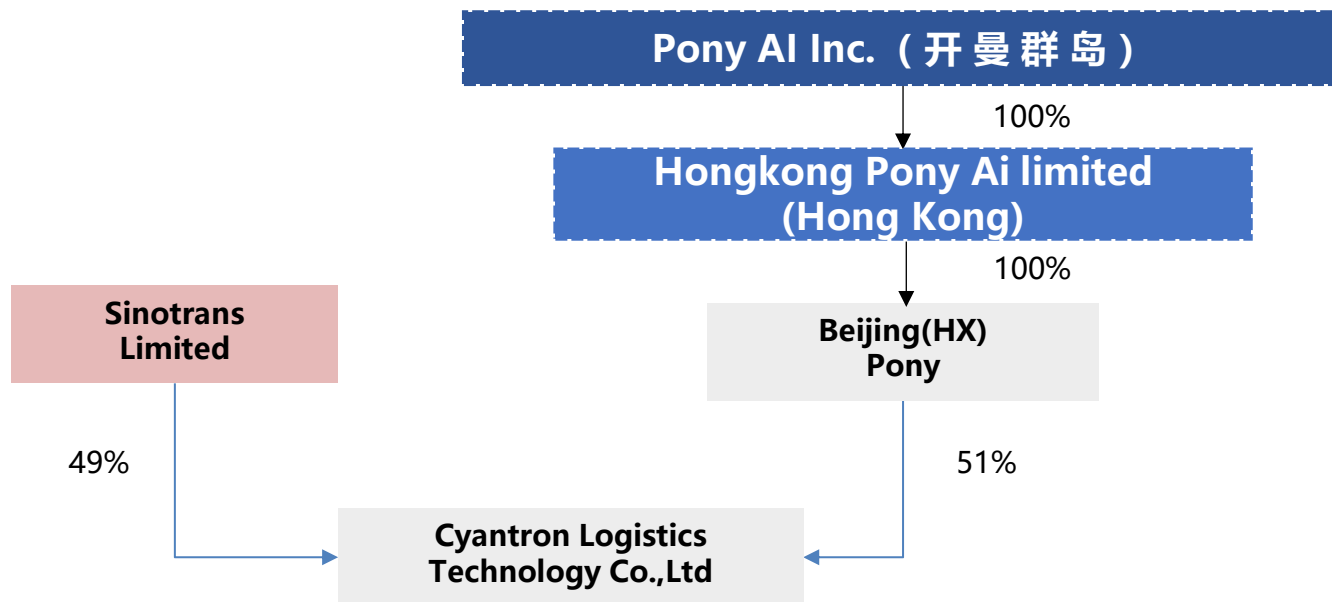 Pony AI Inc.（开曼群岛）
100%
Hongkong Pony Ai limited
(Hong Kong)
100%
Sinotrans
Limited
Beijing(HX)
Pony
49%
51%
Cyantron Logistics
Technology Co.,Ltd